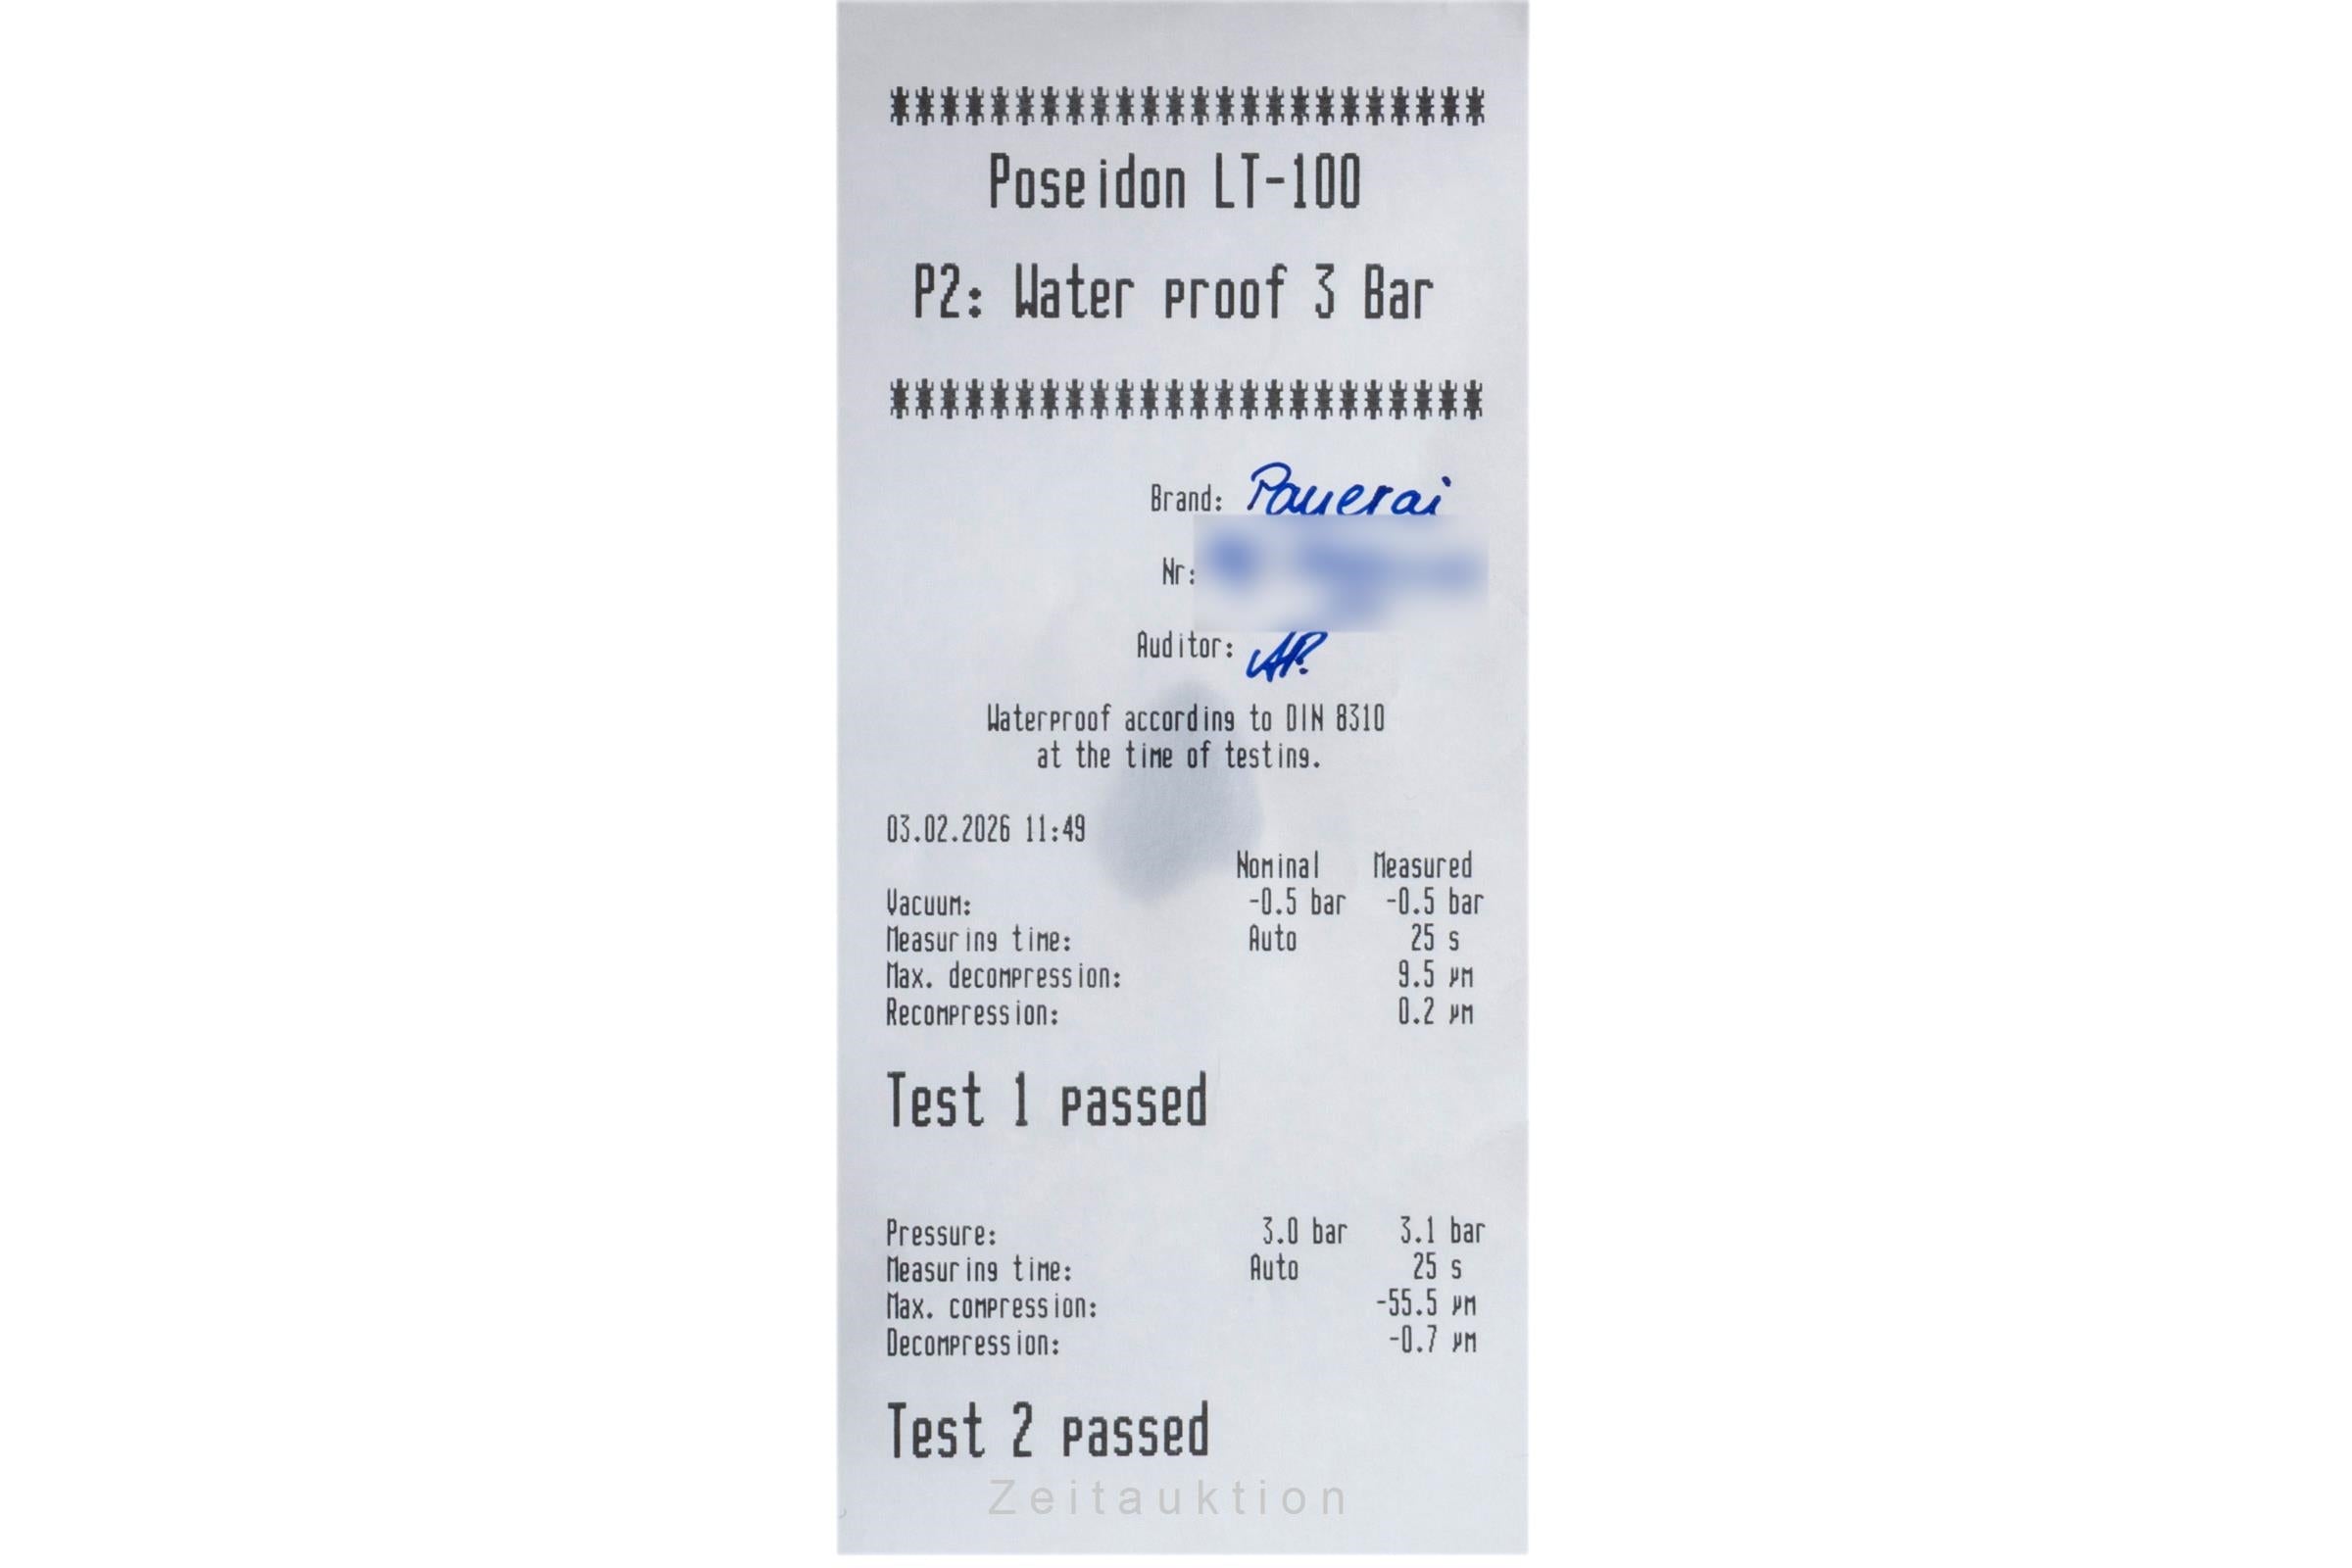 ************************
Poseidon LT-100
P2: Water proof 3 Bar
************************
Brand: Panerai
Nr:
Auditor: AP.
Waterproof according to DIN 8310
at the time of testing.
03.02.2026 11:49
Nominal Measured
Vacuum: -0.5 bar -0.5 bar
Measuring time: Auto 25 s
Max. decompression: 9.5 µm
Recompression: 0.2 µm
Test 1 passed
Pressure: 3.0 bar 3.1 bar
Measuring time: Auto 25 s
Max. compression: -55.5 µm
Decompression: -0.7 µm
Test 2 passed
Zeitauktion